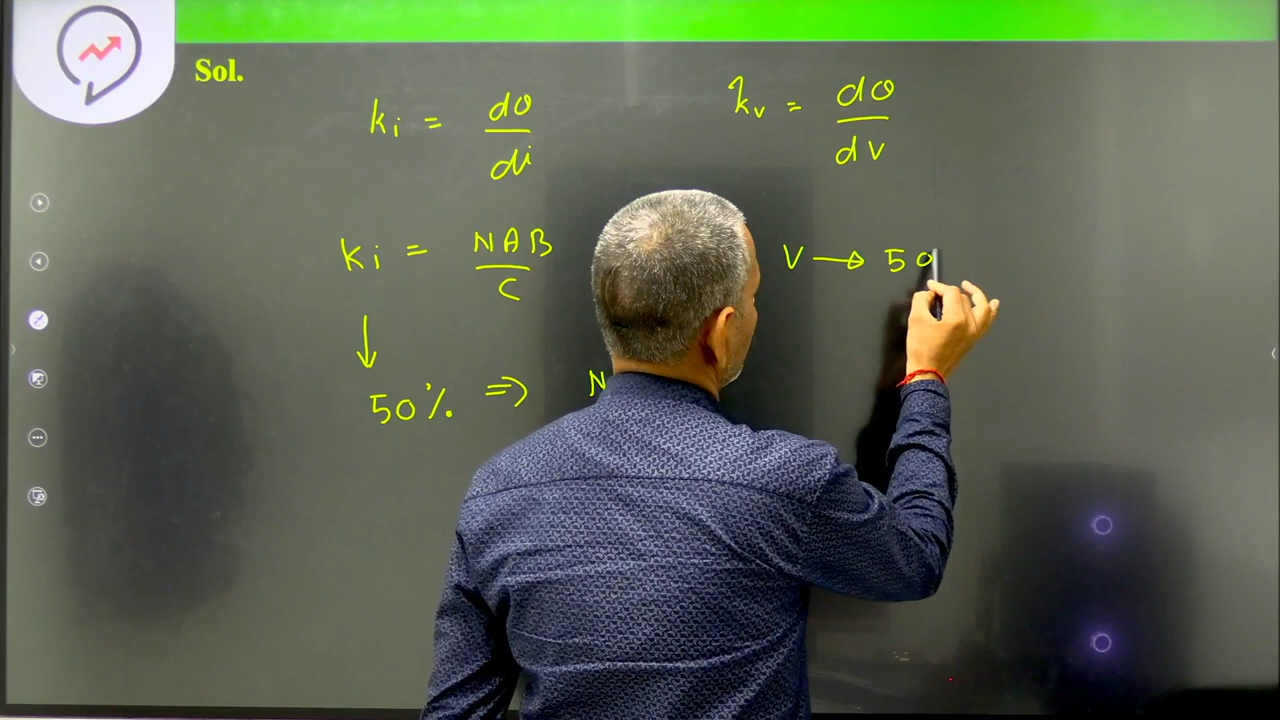 Sol.
ki = dθ/di
kv = dθ/dv
ki = NAB/C
V → 50
↓
50% ⇒ N